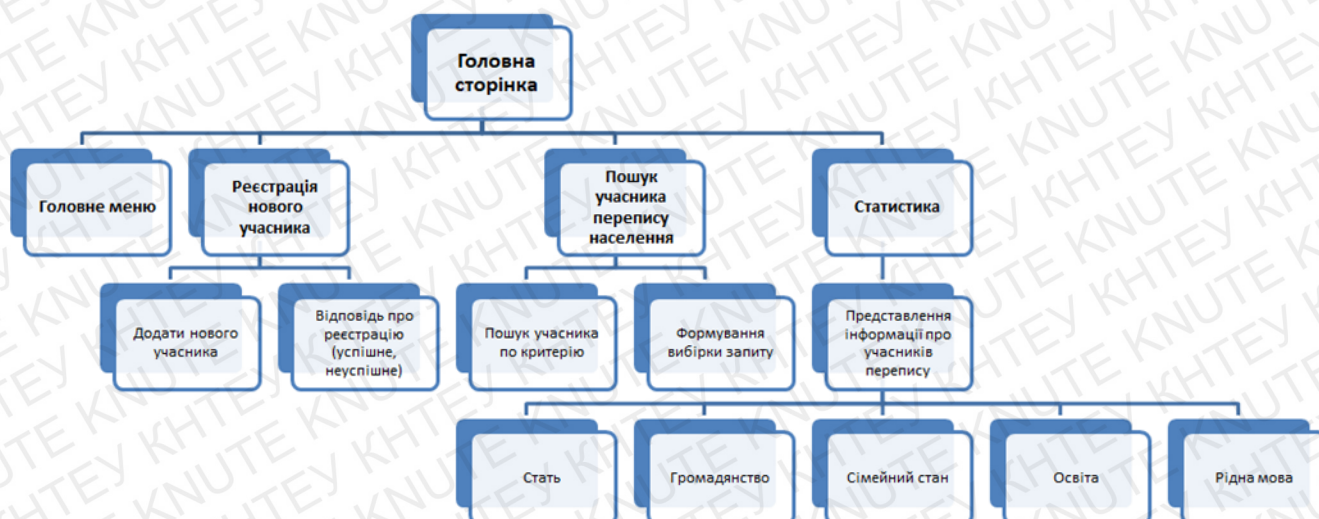 Головна
сторінка
Головне меню
Реєстрація
нового
учасника
Пошук
учасника
перепису
населення
Статистика
Додати нового
учасника
Відповідь про
реєстрацію
(успішне,
неуспішне)
Пошук учасника
по критерію
Формування
вибірки запиту
Представлення
інформації про
учасників
перепису
Стать
Громадянство
Сімейний стан
Освіта
Рідна мова
KNUTE КНТЕУ